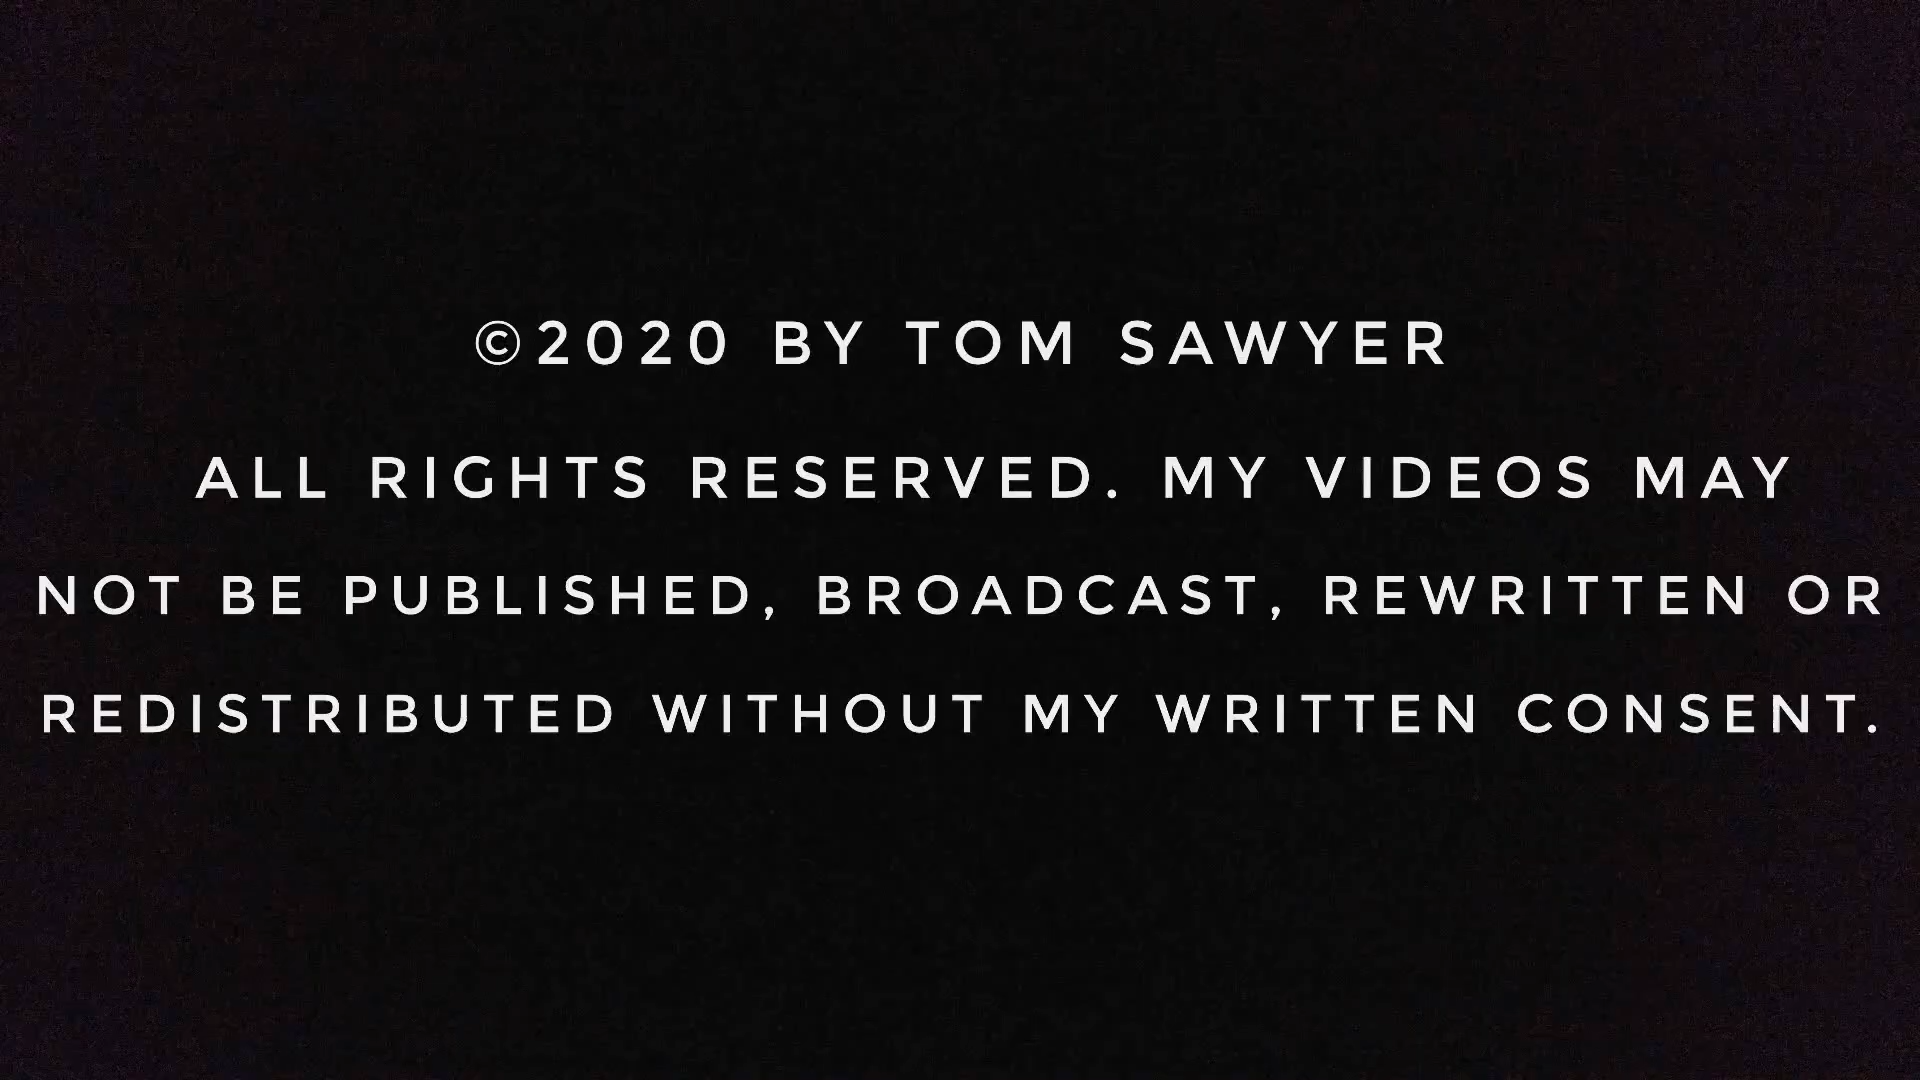 ©2020 BY TOM SAWYER
ALL RIGHTS RESERVED. MY VIDEOS MAY
NOT BE PUBLISHED, BROADCAST, REWRITTEN OR
REDISTRIBUTED WITHOUT MY WRITTEN CONSENT.